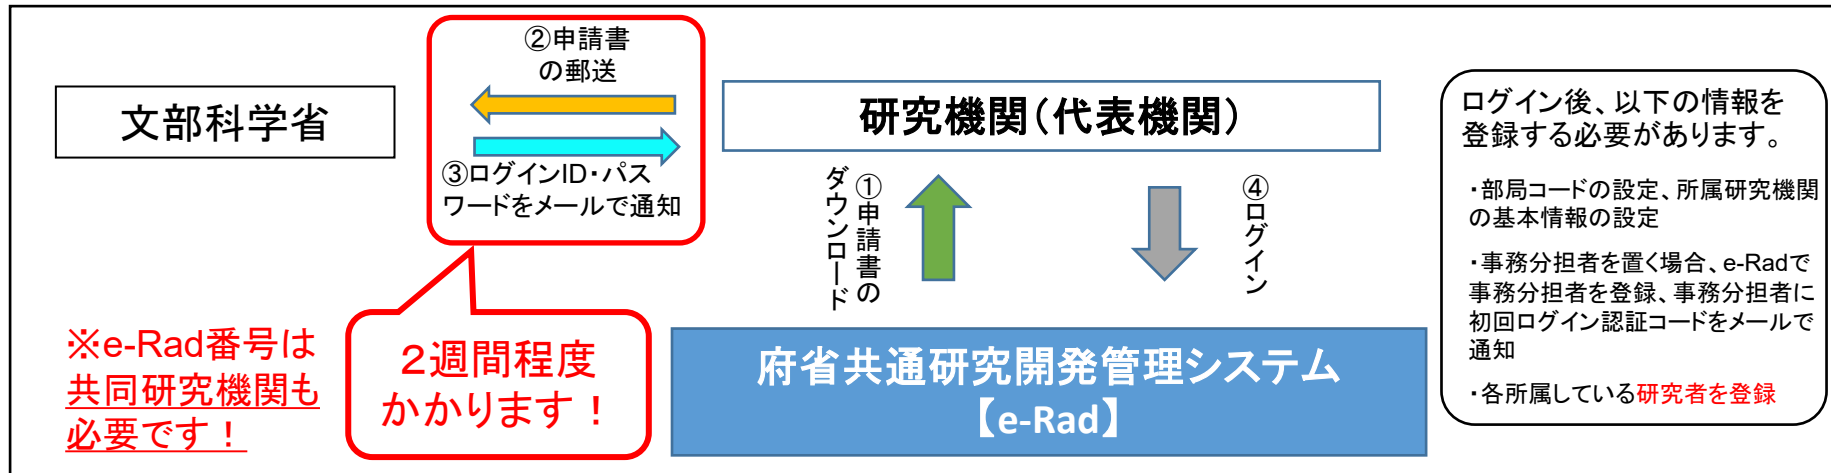 文部科学省
②申請書
の郵送
③ログインID・パス
ワードをメールで通知
研究機関（代表機関）
①申請書の
ダウンロード
④ログイン
府省共通研究開発管理システム
【e-Rad】
２週間程度
かかります！
※e-Rad番号は
共同研究機関も
必要です！
ログイン後、以下の情報を
登録する必要があります。
・部局コードの設定、所属研究機関
の基本情報の設定
・事務分担者を置く場合、e-Radで
事務分担者を登録、事務分担者に
初回ログイン認証コードをメールで
通知
・各所属している研究者を登録